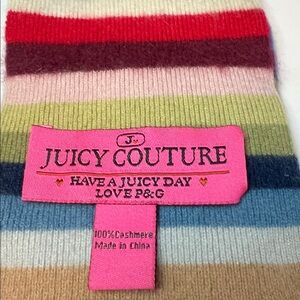 J
JUICY COUTURE
HAVE A JUICY DAY
LOVE P&G
100% Cashmere
Made in China